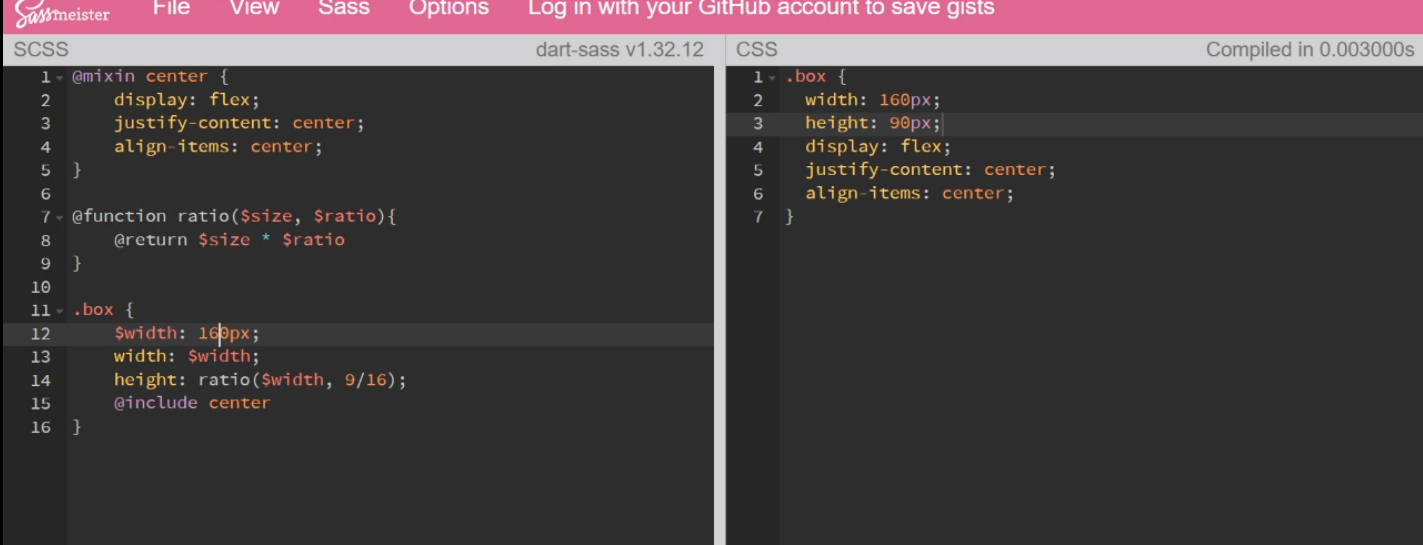 Sassmeister File View Sass Options Log in with your GitHub account to save gists
SCSS dart-sass v1.32.12
1 @mixin center {
2 display: flex;
3 justify-content: center;
4 align-items: center;
5 }
6
7 @function ratio($size, $ratio){
8 @return $size * $ratio
9 }
10
11 .box {
12 $width: 160px;
13 width: $width;
14 height: ratio($width, 9/16);
15 @include center
16 }
CSS Compiled in 0.003000s
1 .box {
2 width: 160px;
3 height: 90px;
4 display: flex;
5 justify-content: center;
6 align-items: center;
7 }